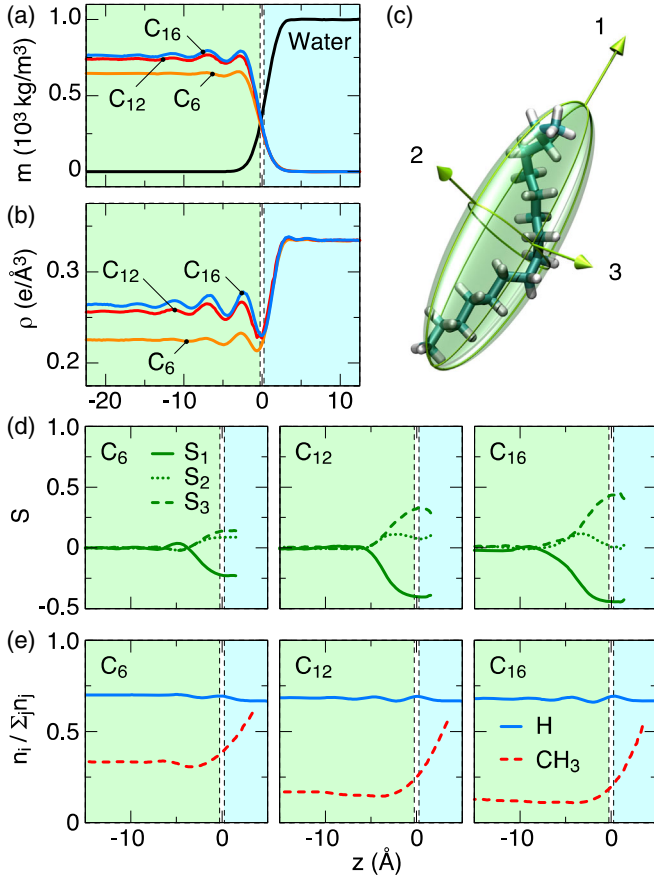 (a)
1.0
0.5
0
m (10³ kg/m³)
C₁₆
C₁₂
C₆
Water
(b)
0.3
0.2
ρ (e/Å³)
C₁₂
C₁₆
C₆
-20 -10 0 10
(c)
1
2
3
(d)
1.0
0.5
0
-0.5
S
C₆
S₁
S₂
S₃
C₁₂
C₁₆
(e)
1.0
0.5
0
nᵢ / Σⱼnⱼ
C₆
C₁₂
C₁₆
H
CH₃
-10 0 -10 0 -10 0
z (Å)